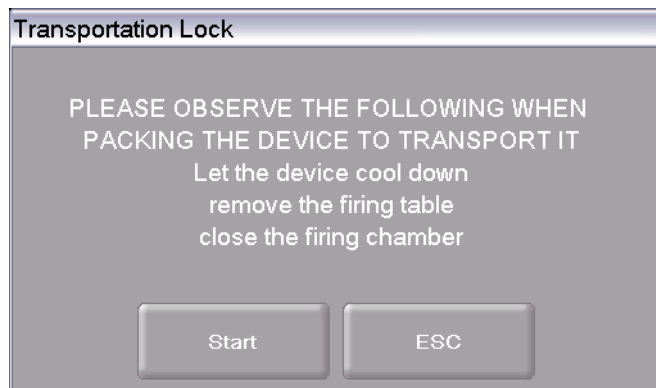 Transportation Lock
PLEASE OBSERVE THE FOLLOWING WHEN
PACKING THE DEVICE TO TRANSPORT IT
Let the device cool down
remove the firing table
close the firing chamber
Start
ESC